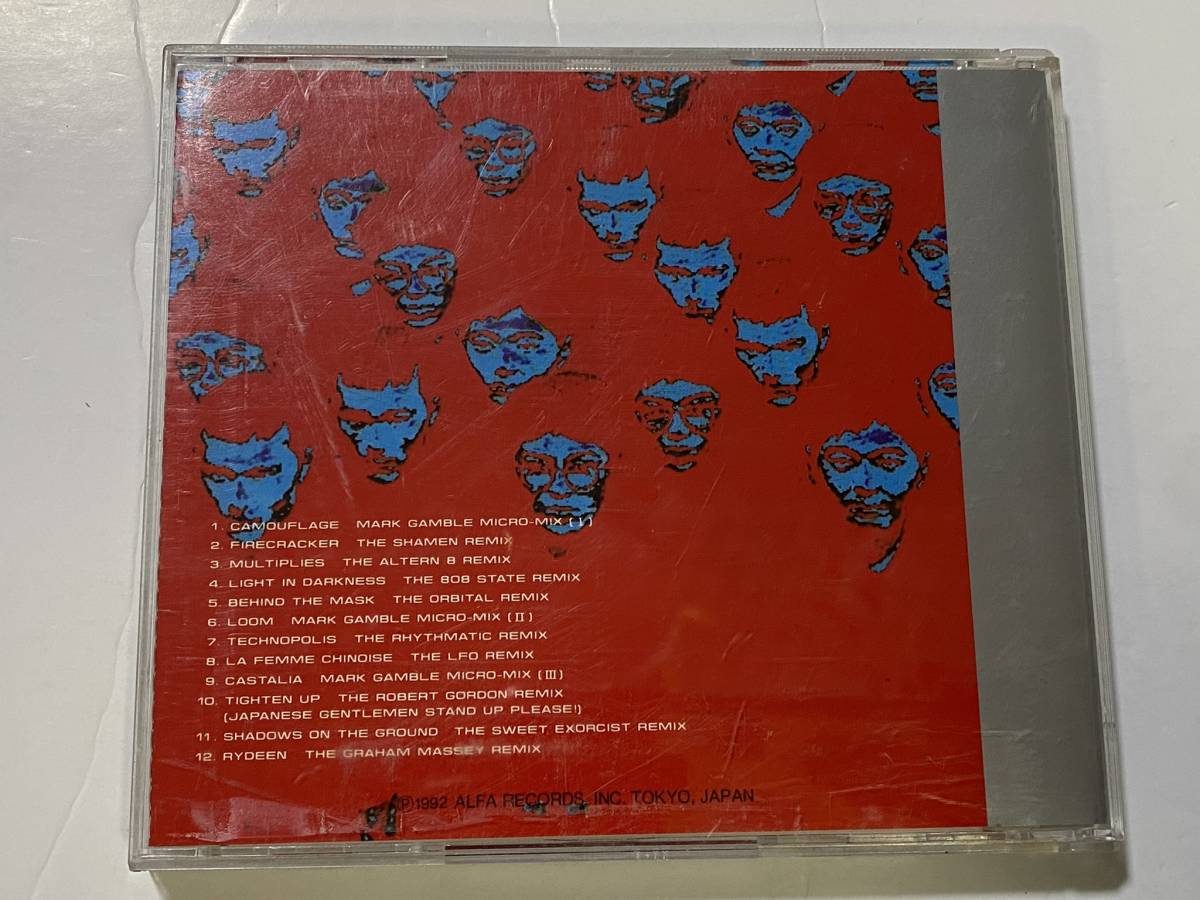 1. CAMOUFLAGE MARK GAMBLE MICRO-MIX (I)
2. FIRECRACKER THE SHAMEN REMIX
3. MULTIPLIES THE ALTERN 8 REMIX
4. LIGHT IN DARKNESS THE 808 STATE REMIX
5. BEHIND THE MASK THE ORBITAL REMIX
6. LOOM MARK GAMBLE MICRO-MIX (II)
7. TECHNOPOLIS THE RHYTHMATIC REMIX
8. LA FEMME CHINOISE THE LFO REMIX
9. CASTALIA MARK GAMBLE MICRO-MIX (III)
10. TIGHTEN UP THE ROBERT GORDON REMIX
(JAPANESE GENTLEMEN STAND UP PLEASE!)
11. SHADOWS ON THE GROUND THE SWEET EXORCIST REMIX
12. RYDEEN THE GRAHAM MASSEY REMIX
℗1992 ALFA RECORDS, INC. TOKYO, JAPAN